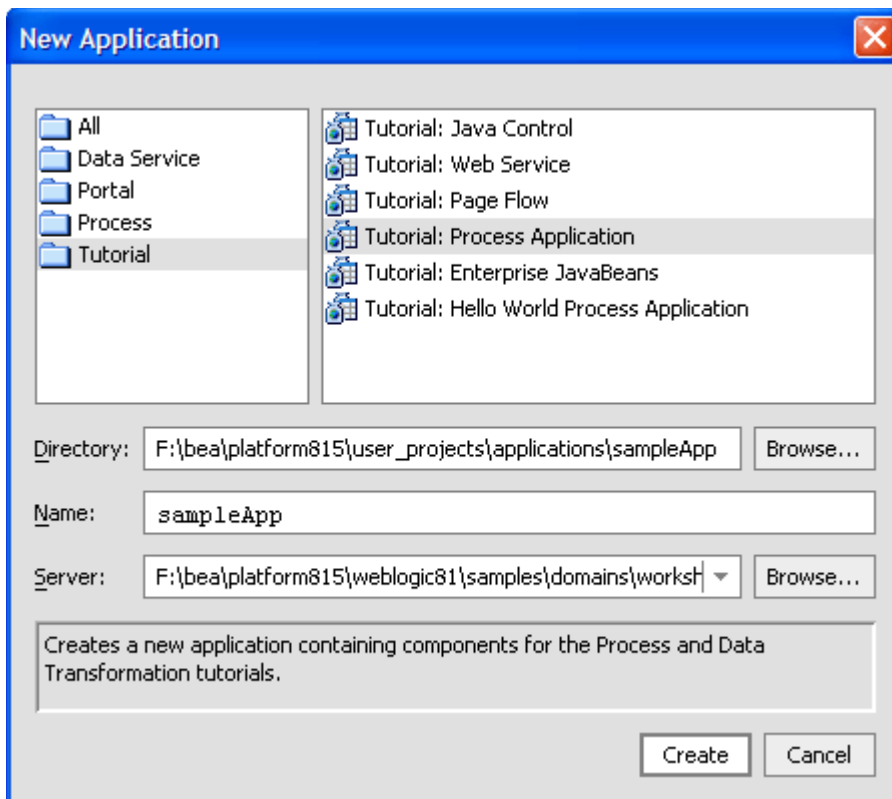 New Application
All
Data Service
Portal
Process
Tutorial
Tutorial: Java Control
Tutorial: Web Service
Tutorial: Page Flow
Tutorial: Process Application
Tutorial: Enterprise JavaBeans
Tutorial: Hello World Process Application
Directory: F:\bea\platform815\user_projects\applications\sampleApp Browse...
Name: sampleApp
Server: F:\bea\platform815\weblogic81\samples\domains\worksh Browse...
Creates a new application containing components for the Process and Data
Transformation tutorials.
Create Cancel